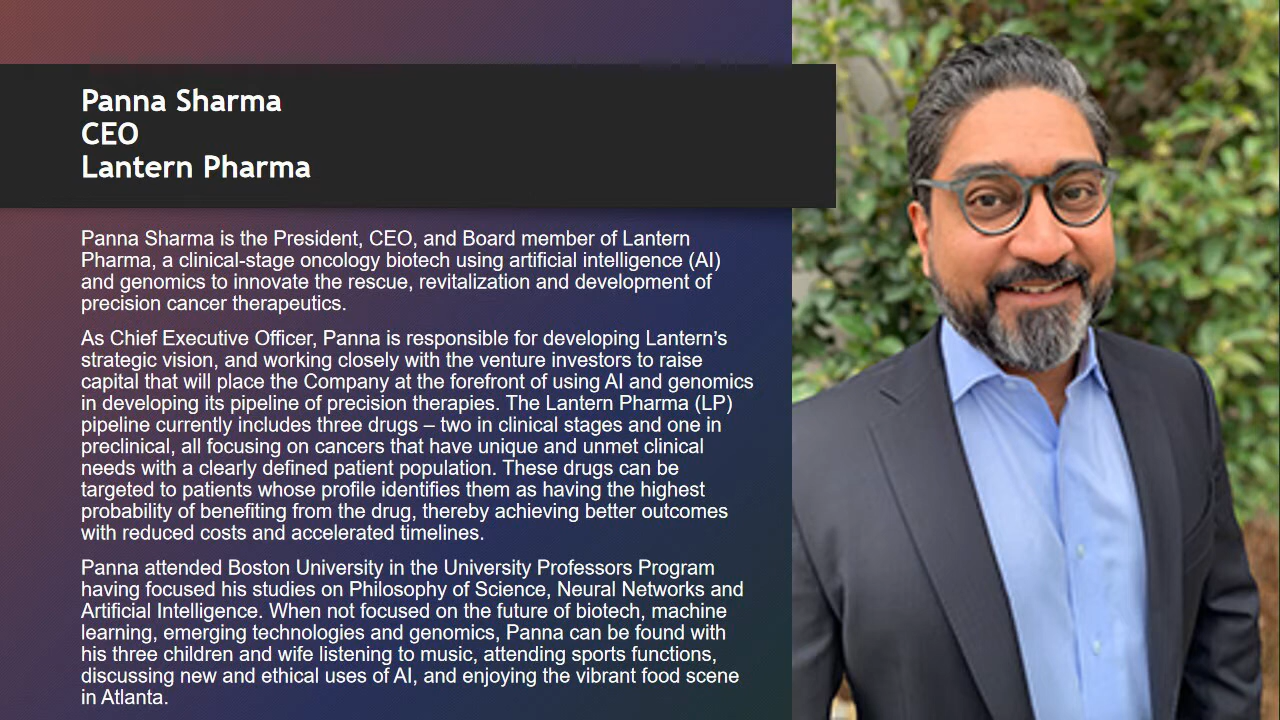 Panna Sharma
CEO
Lantern Pharma
Panna Sharma is the President, CEO, and Board member of Lantern
Pharma, a clinical-stage oncology biotech using artificial intelligence (AI)
and genomics to innovate the rescue, revitalization and development of
precision cancer therapeutics.
As Chief Executive Officer, Panna is responsible for developing Lantern’s
strategic vision, and working closely with the venture investors to raise
capital that will place the Company at the forefront of using AI and genomics
in developing its pipeline of precision therapies. The Lantern Pharma (LP)
pipeline currently includes three drugs – two in clinical stages and one in
preclinical, all focusing on cancers that have unique and unmet clinical
needs with a clearly defined patient population. These drugs can be
targeted to patients whose profile identifies them as having the highest
probability of benefiting from the drug, thereby achieving better outcomes
with reduced costs and accelerated timelines.
Panna attended Boston University in the University Professors Program
having focused his studies on Philosophy of Science, Neural Networks and
Artificial Intelligence. When not focused on the future of biotech, machine
learning, emerging technologies and genomics, Panna can be found with
his three children and wife listening to music, attending sports functions,
discussing new and ethical uses of AI, and enjoying the vibrant food scene
in Atlanta.